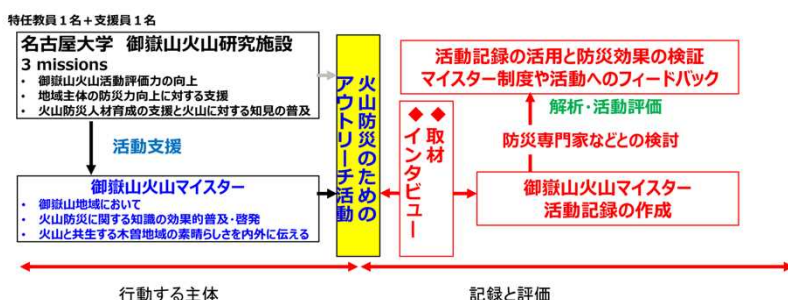 特任教員１名＋支援員１名
名古屋大学 御嶽山火山研究施設
3 missions
・ 御嶽山火山活動評価力の向上
・ 地域主体の防災力向上に対する支援
・ 火山防災人材育成の支援と火山に対する知見の普及
活動支援
御嶽山火山マイスター
・ 御嶽山地域において
・ 火山防災に関する知識の効果的普及・啓発
・ 火山と共生する木曽地域の素晴らしさを内外に伝える
火山防災のための
アウトリーチ活動
◆取材
◆インタビュー
活動記録の活用と防災効果の検証
マイスター制度や活動へのフィードバック
解析・活動評価
防災専門家などとの検討
御嶽山火山マイスター
活動記録の作成
行動する主体
記録と評価